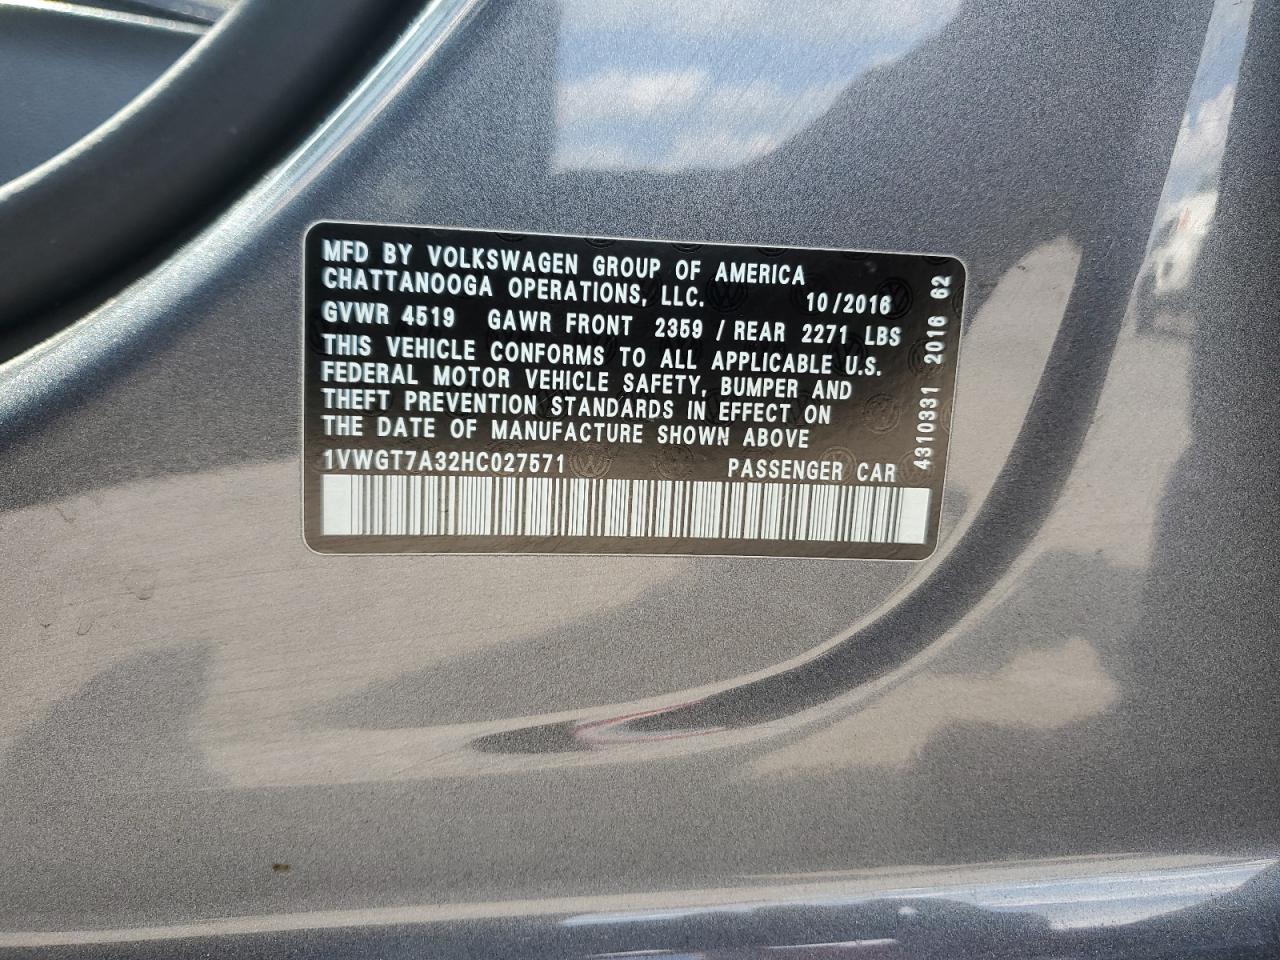 MFD BY VOLKSWAGEN GROUP OF AMERICA
CHATTANOOGA OPERATIONS, LLC. 10/2016
GVWR 4519 GAWR FRONT 2359 / REAR 2271 LBS
THIS VEHICLE CONFORMS TO ALL APPLICABLE U.S.
FEDERAL MOTOR VEHICLE SAFETY, BUMPER AND
THEFT PREVENTION STANDARDS IN EFFECT ON
THE DATE OF MANUFACTURE SHOWN ABOVE
1VWGT7A32HC027571 PASSENGER CAR
4310331 2016 62